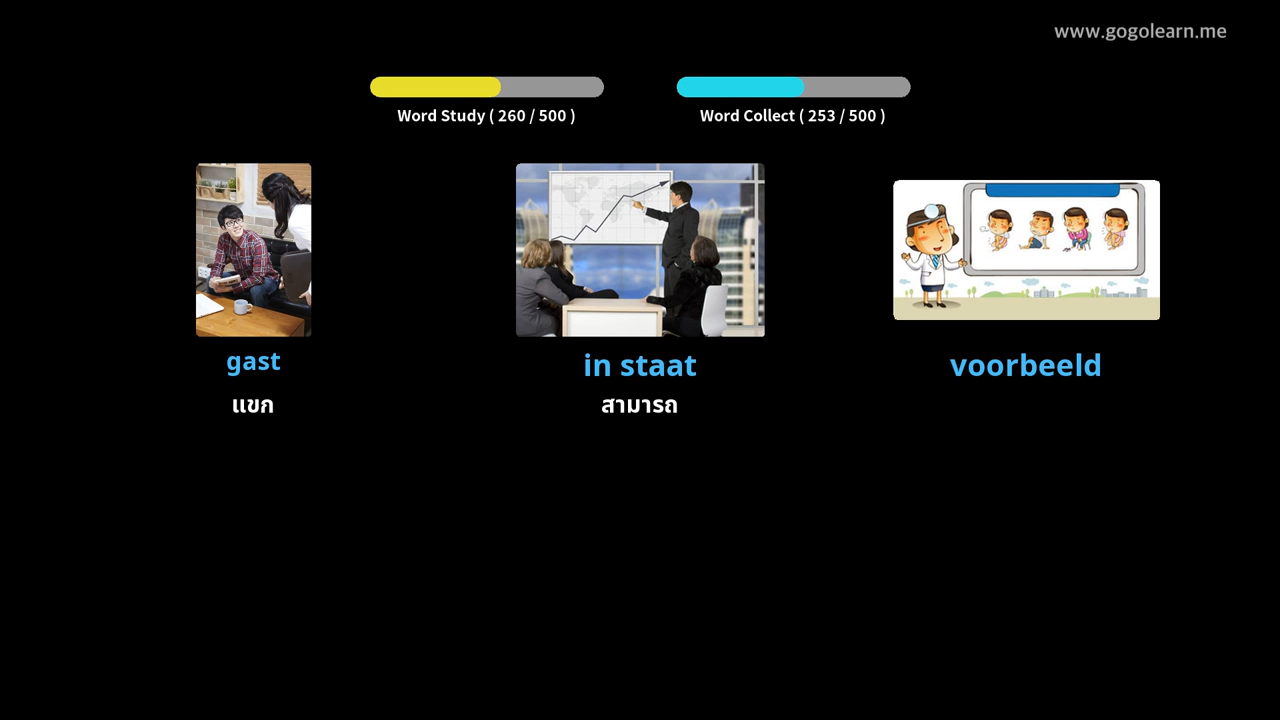 www.gogolearn.me
Word Study ( 260 / 500 )
Word Collect ( 253 / 500 )
gast
in staat
voorbeeld
แขก
สามารถ